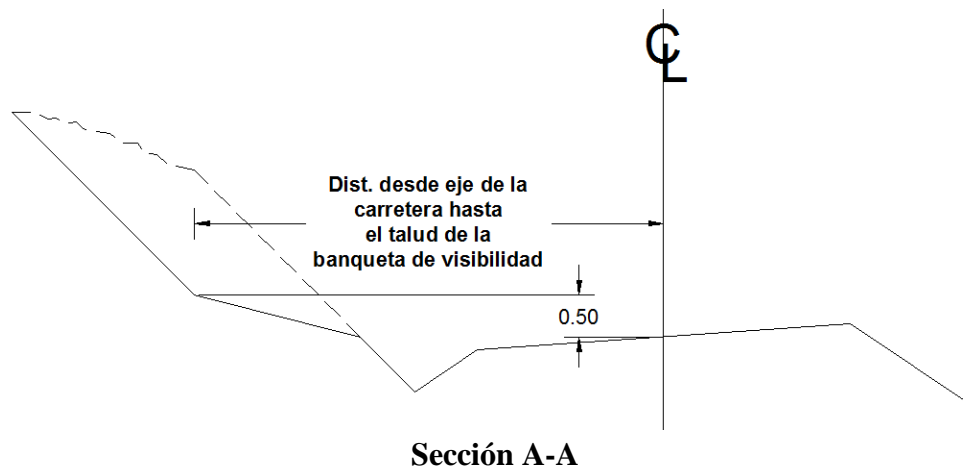 CL
Dist. desde eje de la
carretera hasta
el talud de la
banqueta de visibilidad
0.50
Sección A-A